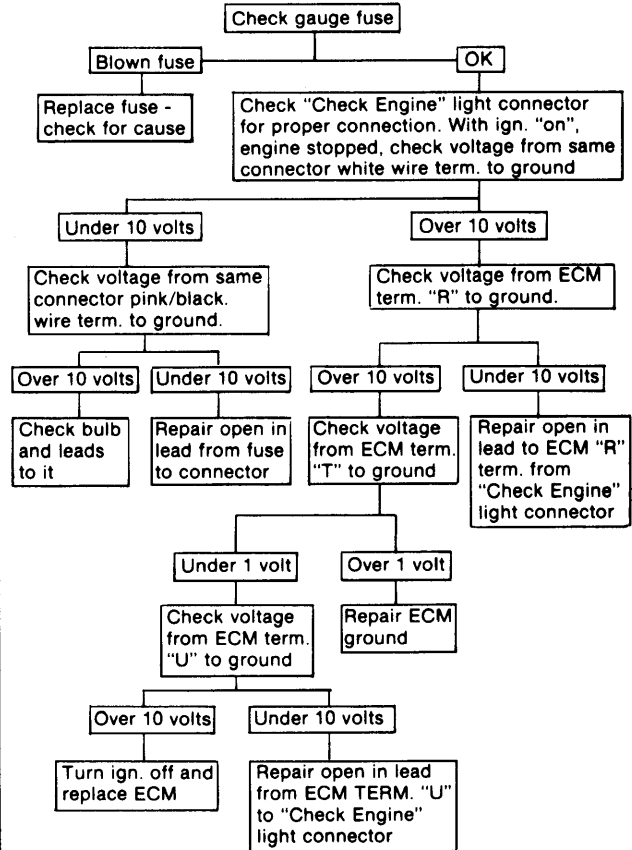 Check gauge fuse
Blown fuse
OK
Replace fuse -
check for cause
Check "Check Engine" light connector
for proper connection. With ign. "on",
engine stopped, check voltage from same
connector white wire term. to ground
Under 10 volts
Over 10 volts
Check voltage from same
connector pink/black.
wire term. to ground.
Check voltage from ECM
term. "R" to ground.
Over 10 volts
Under 10 volts
Over 10 volts
Under 10 volts
Check bulb
and leads
to it
Repair open in
lead from fuse
to connector
Check voltage
from ECM term.
"T" to ground
Repair open in
lead to ECM "R"
term. from
"Check Engine"
light connector
Under 1 volt
Over 1 volt
Check voltage
from ECM term.
"U" to ground
Repair ECM
ground
Over 10 volts
Under 10 volts
Turn ign. off and
replace ECM
Repair open in lead
from ECM TERM. "U"
to "Check Engine"
light connector